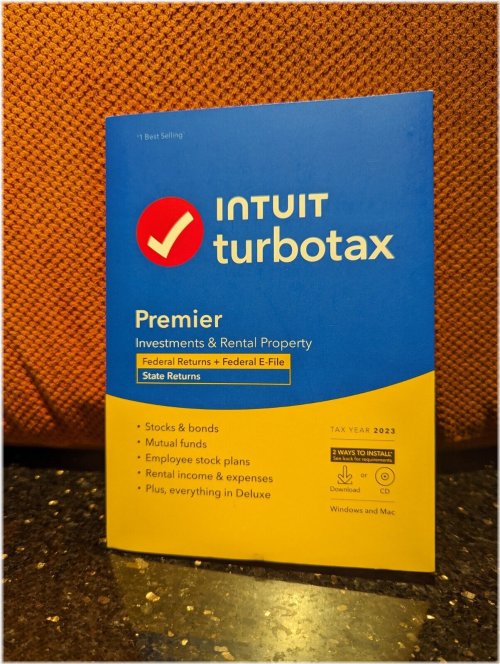 #1 Best Selling
INTUIT
turbotax
Premier
Investments & Rental Property
Federal Returns + Federal E-File
State Returns
• Stocks & bonds
• Mutual funds
• Employee stock plans
• Rental income & expenses
• Plus, everything in Deluxe
TAX YEAR 2023
2 WAYS TO INSTALL*
See back for requirements.
or
Download CD
Windows and Mac